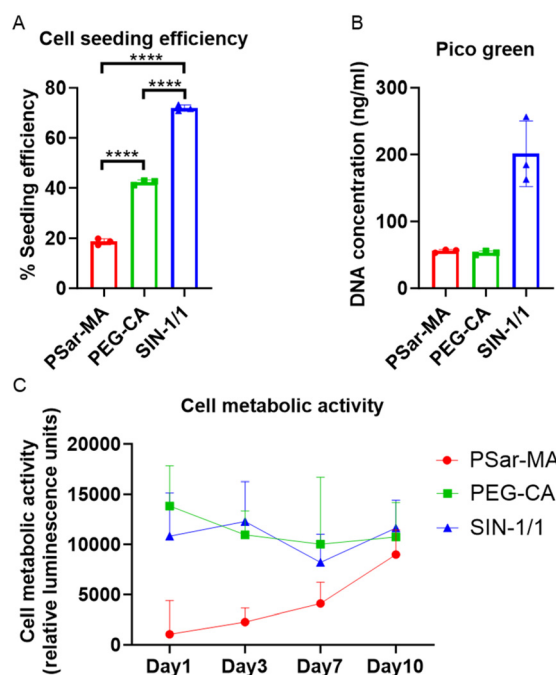 A
Cell seeding efficiency
% Seeding efficiency
80
60
40
20
0
****
****
****
PSar-MA
PEG-CA
SIN-1/1
B
Pico green
DNA concentration (ng/ml)
300
200
100
0
PSar-MA
PEG-CA
SIN-1/1
C
Cell metabolic activity
Cell metabolic activity
(relative luminescence units)
20000
15000
10000
5000
0
Day1 Day3 Day7 Day10
PSar-MA
PEG-CA
SIN-1/1